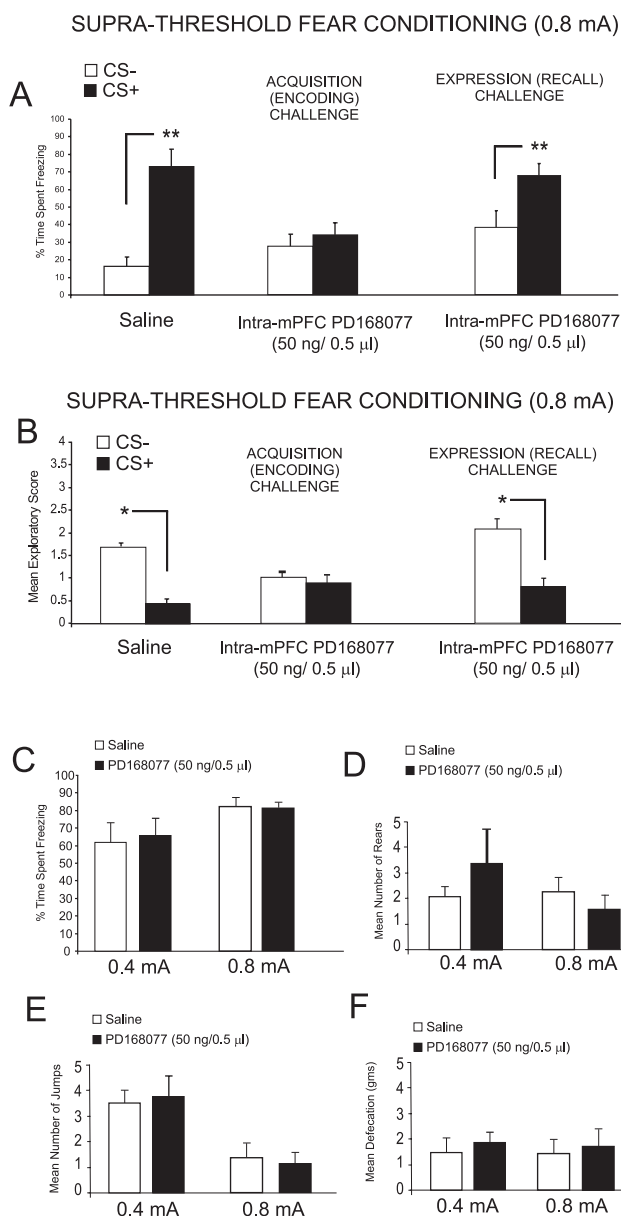 SUPRA-THRESHOLD FEAR CONDITIONING (0.8 mA)
A
CS-
CS+
ACQUISITION
(ENCODING)
CHALLENGE
EXPRESSION (RECALL)
CHALLENGE
% Time Spent Freezing
100
90
80
70
60
50
40
30
20
10
0
**
**
Saline
Intra-mPFC PD168077
(50 ng/ 0.5 µl)
Intra-mPFC PD168077
(50 ng/ 0.5 µl)
SUPRA-THRESHOLD FEAR CONDITIONING (0.8 mA)
B
CS-
CS+
ACQUISITION
(ENCODING)
CHALLENGE
EXPRESSION (RECALL)
CHALLENGE
Mean Exploratory Score
4
3.5
3
2.5
2
1.5
1
0.5
0
*
*
Saline
Intra-mPFC PD168077
(50 ng/ 0.5 µl)
Intra-mPFC PD168077
(50 ng/ 0.5 µl)
C
Saline
PD168077 (50 ng/0.5 µl)
% Time Spent Freezing
100
90
80
70
60
50
40
30
20
10
0
0.4 mA
0.8 mA
D
Saline
PD168077 (50 ng/0.5 µl)
Mean Number of Rears
5
4
3
2
1
0
0.4 mA
0.8 mA
E
Saline
PD168077 (50 ng/0.5 µl)
Mean Number of Jumps
5
4
3
2
1
0
0.4 mA
0.8 mA
F
Saline
PD168077 (50 ng/0.5 µl)
Mean Defecation (gms)
5
4
3
2
1
0
0.4 mA
0.8 mA